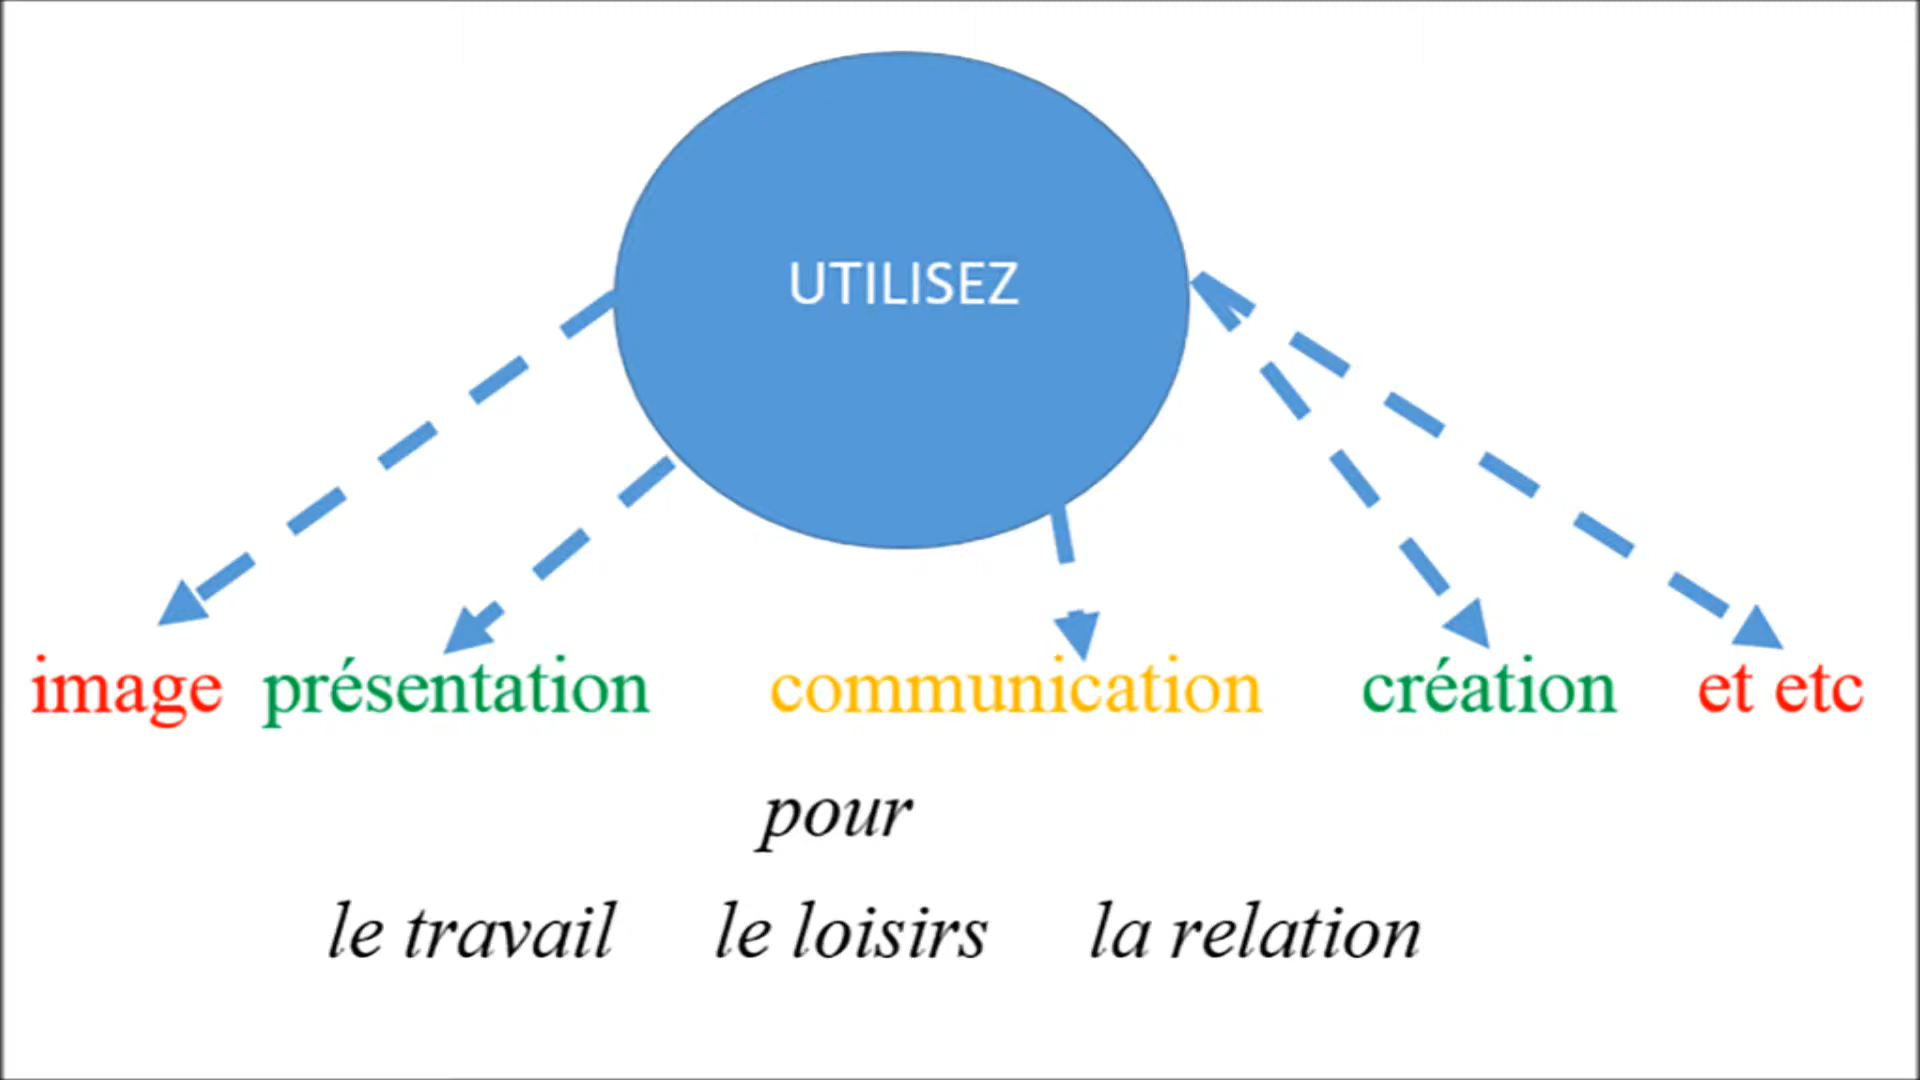 UTILISEZ
image présentation communication création et etc
pour
le travail le loisirs la relation